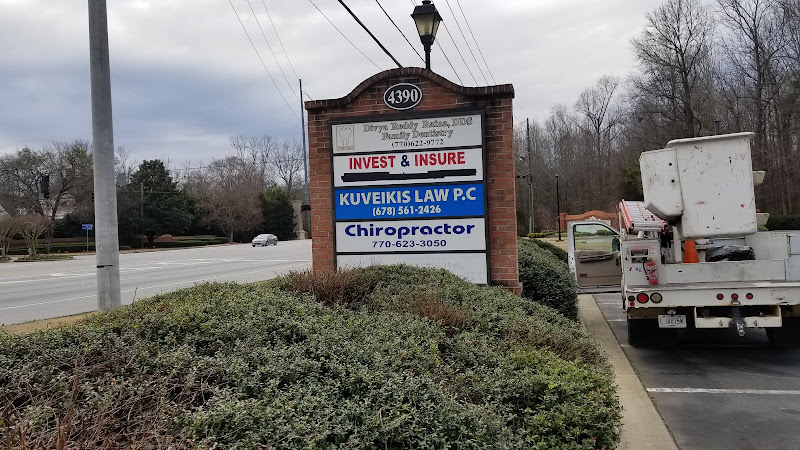 4390
Divya Reddy Raina, DDS
Family Dentistry
(770)622-9772
INVEST & INSURE
KUVEIKIS LAW P.C
(678) 561-2426
Chiropractor
770-623-3050